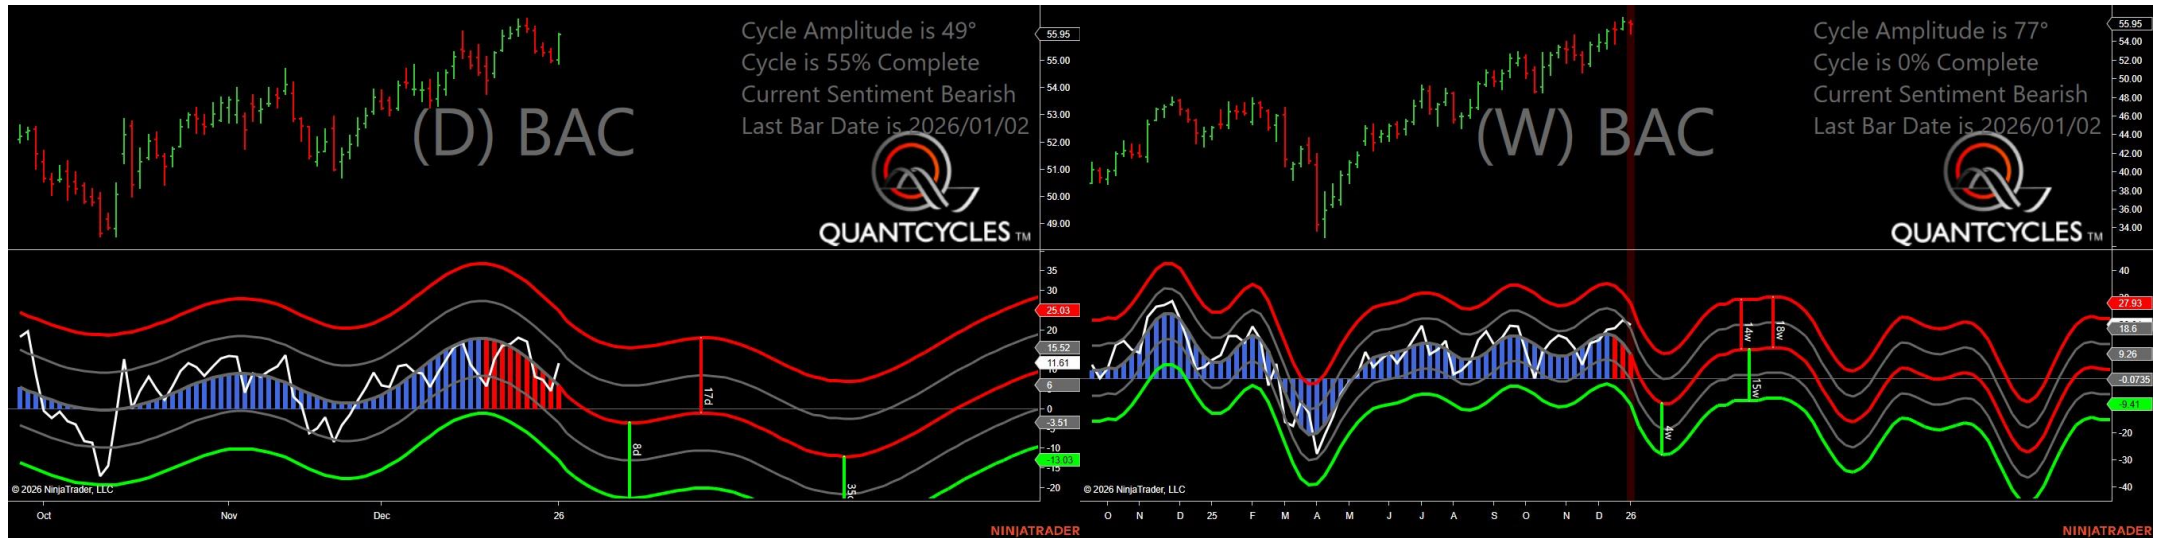 Cycle Amplitude is 49°
Cycle is 55% Complete
Current Sentiment Bearish
Last Bar Date is 2026/01/02
(D) BAC
QUANTCYCLES TM
55.95
55.00
54.00
53.00
52.00
51.00
50.00
49.00
35
30
25.03
20
15.52
11.61
10
6
0
-3.51
-10
-13.03
-15
-20
17d
8d
© 2026 NinjaTrader, LLC
Oct Nov Dec 26
NINJATRADER
Cycle Amplitude is 77°
Cycle is 0% Complete
Current Sentiment Bearish
Last Bar Date is 2026/01/02
(W) BAC
QUANTCYCLES TM
55.95
54.00
52.00
50.00
48.00
46.00
44.00
42.00
40.00
38.00
36.00
34.00
40
27.93
18.6
9.26
-0.0735
-9.41
-20
-30
-40
14w
18w
15w
4w
© 2026 NinjaTrader, LLC
O N D 25 F M A M J J A S O N D 26
NINJATRADER